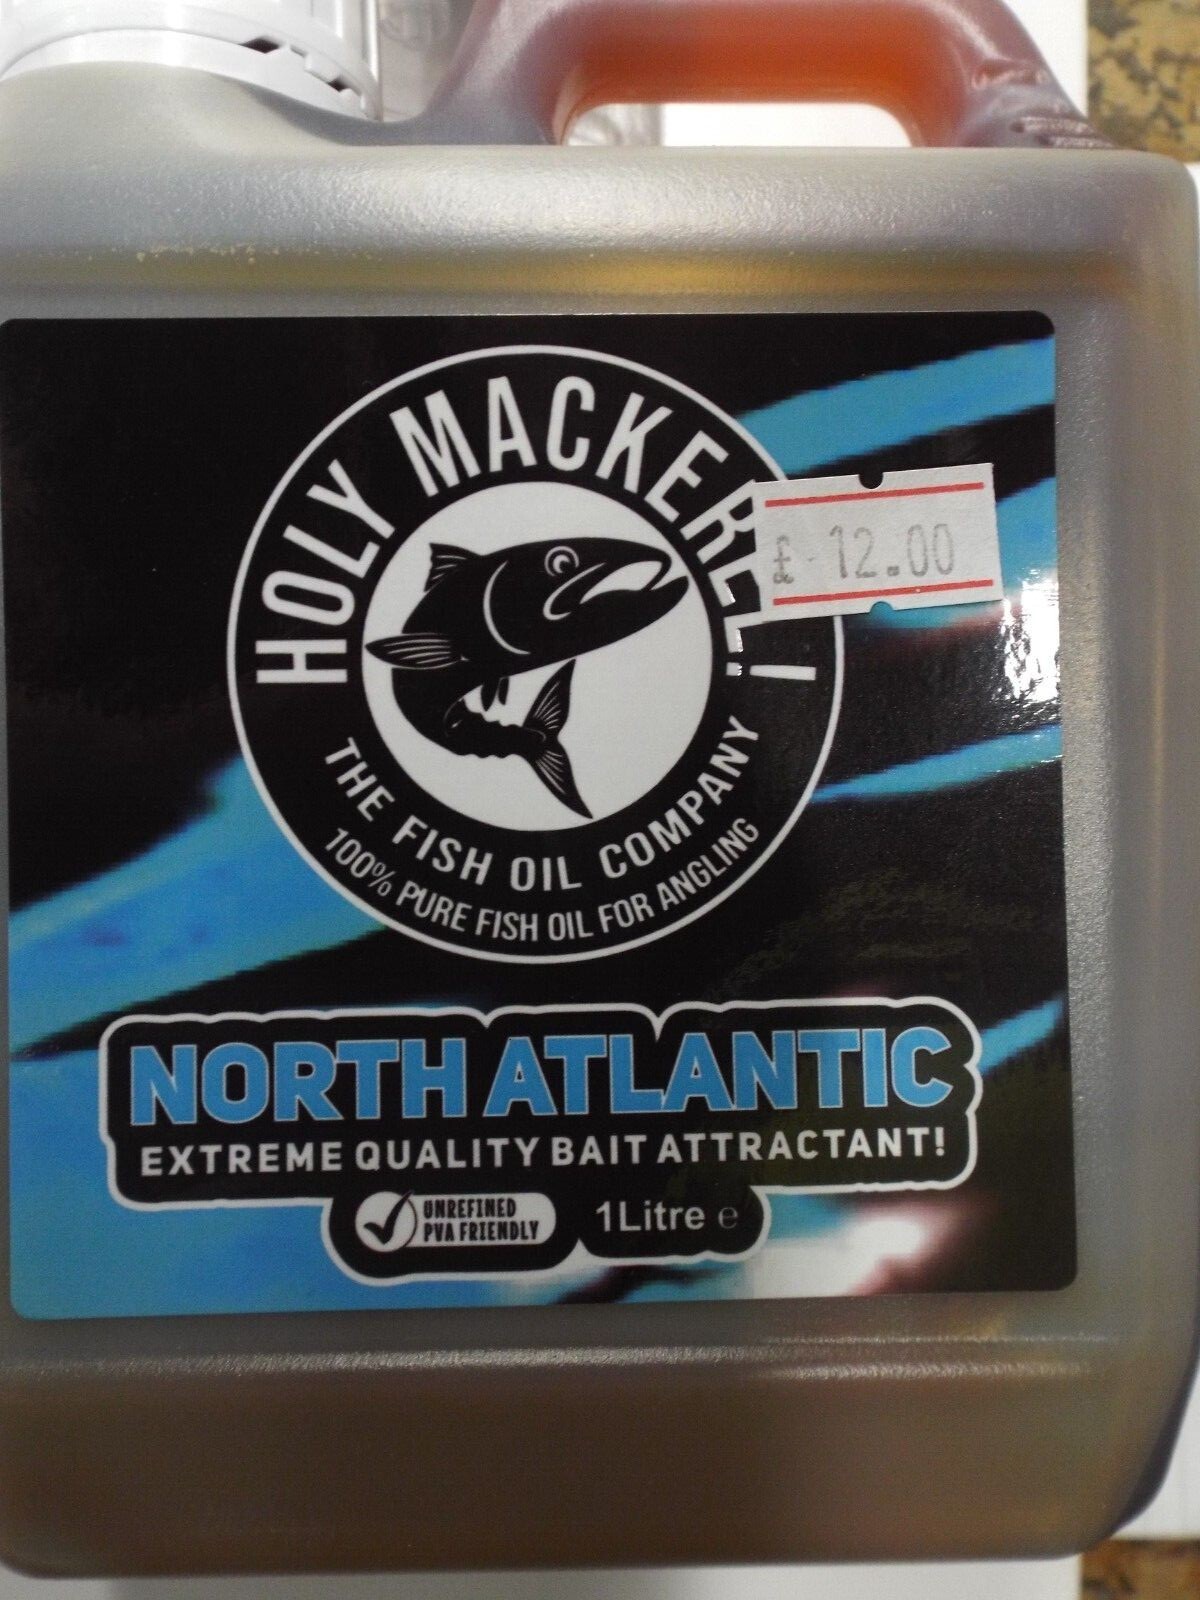 HOLY MACKEREL!
£ 12.00
THE FISH OIL COMPANY
100% PURE FISH OIL FOR ANGLING
NORTH ATLANTIC
EXTREME QUALITY BAIT ATTRACTANT!
UNREFINED
PVA FRIENDLY
1Litre ℮